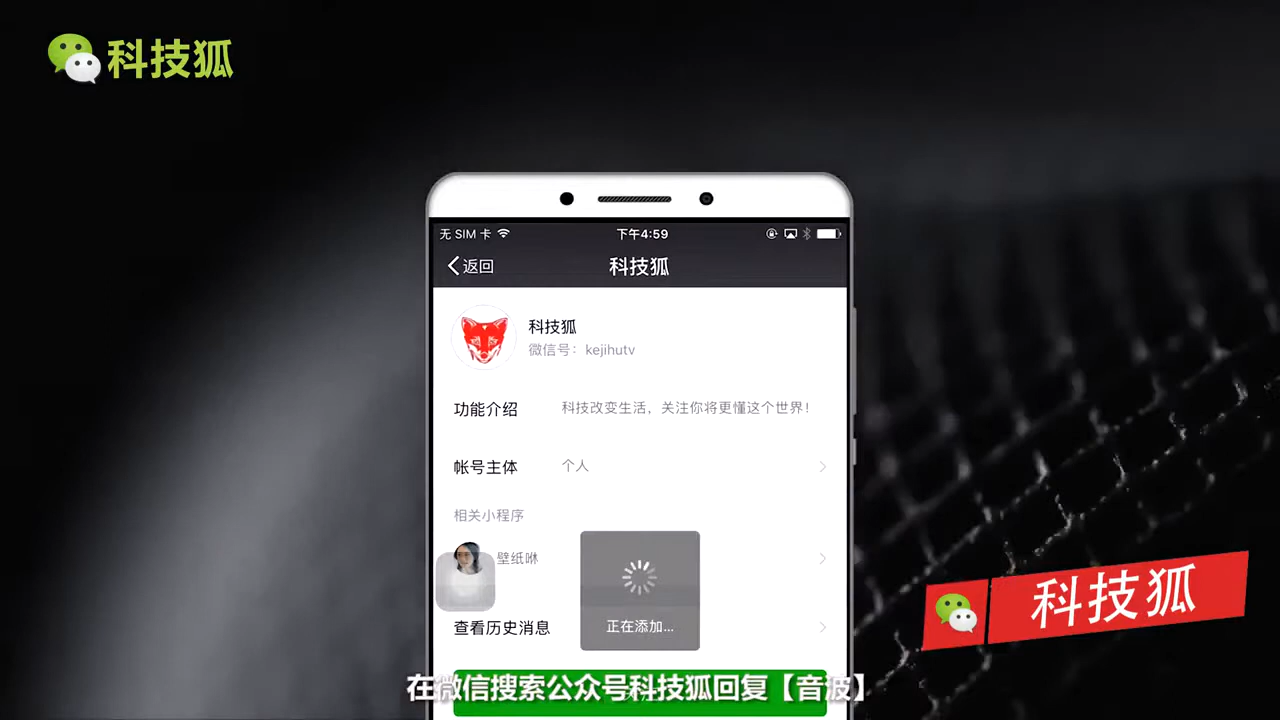 科技狐
无 SIM 卡
下午4:59
返回
科技狐
科技狐
微信号：kejihutv
功能介绍
科技改变生活，关注你将更懂这个世界！
帐号主体
个人
相关小程序
壁纸咻
查看历史消息
正在添加...
科技狐
在微信搜索公众号科技狐回复【音波】